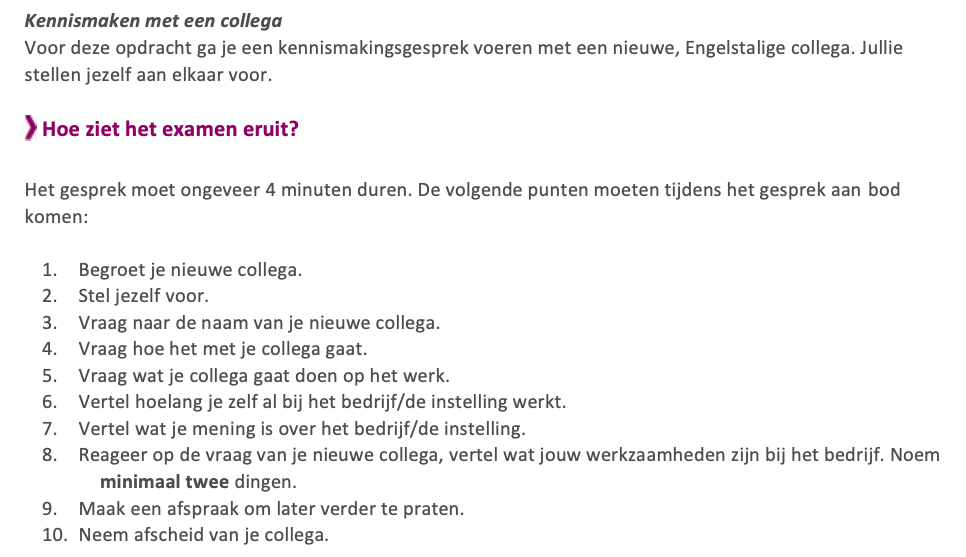 Kennismaken met een collega
Voor deze opdracht ga je een kennismakingsgesprek voeren met een nieuwe, Engelstalige collega. Jullie
stellen jezelf aan elkaar voor.
Hoe ziet het examen eruit?
Het gesprek moet ongeveer 4 minuten duren. De volgende punten moeten tijdens het gesprek aan bod
komen:
1. Begroet je nieuwe collega.
2. Stel jezelf voor.
3. Vraag naar de naam van je nieuwe collega.
4. Vraag hoe het met je collega gaat.
5. Vraag wat je collega gaat doen op het werk.
6. Vertel hoelang je zelf al bij het bedrijf/de instelling werkt.
7. Vertel wat je mening is over het bedrijf/de instelling.
8. Reageer op de vraag van je nieuwe collega, vertel wat jouw werkzaamheden zijn bij het bedrijf. Noem
minimaal twee dingen.
9. Maak een afspraak om later verder te praten.
10. Neem afscheid van je collega.